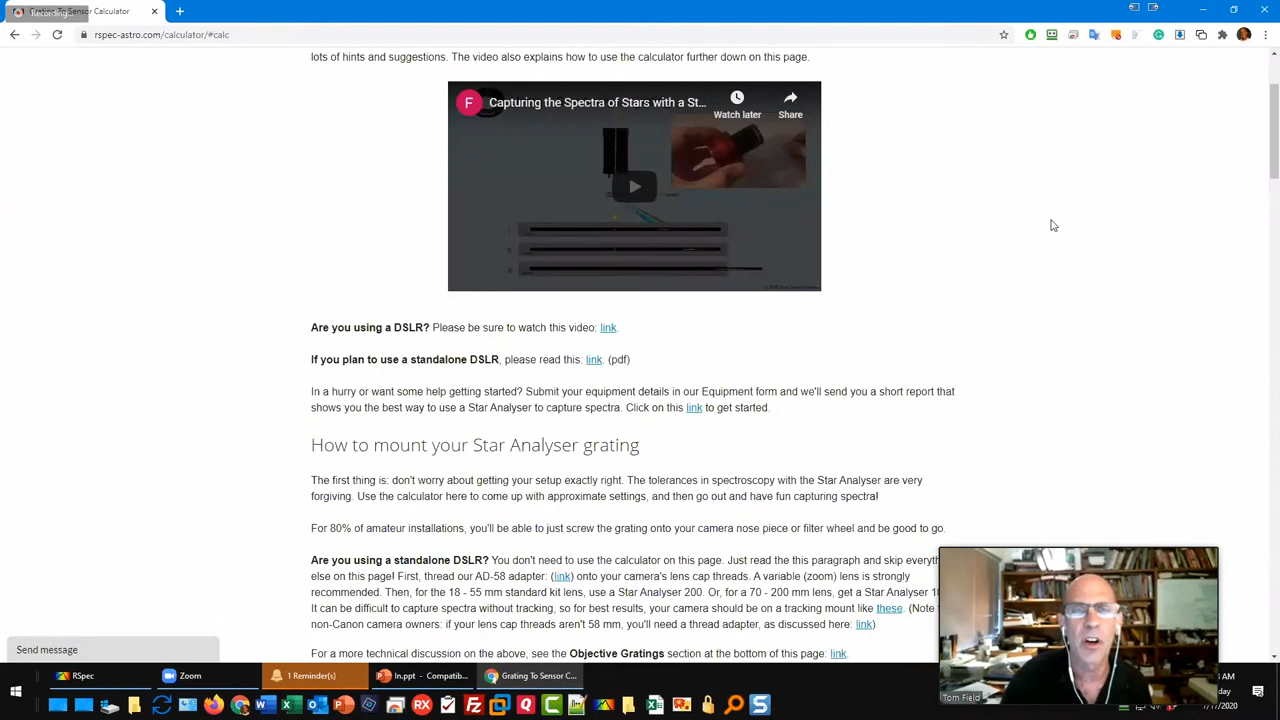 Recording...
Grating To Sensor Calculator
rspec-astro.com/calculator/#calc
lots of hints and suggestions. The video also explains how to use the calculator further down on this page.
F
Capturing the Spectra of Stars with a St...
Watch later
Share
Are you using a DSLR? Please be sure to watch this video: link.
If you plan to use a standalone DSLR, please read this: link. (pdf)
In a hurry or want some help getting started? Submit your equipment details in our Equipment form and we'll send you a short report that
shows you the best way to use a Star Analyser to capture spectra. Click on this link to get started.
How to mount your Star Analyser grating
The first thing is: don't worry about getting your setup exactly right. The tolerances in spectroscopy with the Star Analyser are very
forgiving. Use the calculator here to come up with approximate settings, and then go out and have fun capturing spectra!
For 80% of amateur installations, you'll be able to just screw the grating onto your camera nose piece or filter wheel and be good to go.
Are you using a standalone DSLR? You don't need to use the calculator on this page. Just read the this paragraph and skip everyth
else on this page! First, thread our AD-58 adapter: (link) onto your camera's lens cap threads. A variable (zoom) lens is strongly
recommended. Then, for the 18 - 55 mm standard kit lens, use a Star Analyser 200. Or, for a 70 - 200 mm lens, get a Star Analyser 10
It can be difficult to capture spectra without tracking, so for best results, your camera should be on a tracking mount like these. (Note
non-Canon camera owners: if your lens cap threads aren't 58 mm, you'll need a thread adapter, as discussed here: link).
For a more technical discussion on the above, see the Objective Gratings section at the bottom of this page: link.
Send message
Tom Field
RSpec
Zoom
1 Reminder(s)
In.ppt - Compatib...
Grating To Sensor C...
8 AM
day
7/17/2020